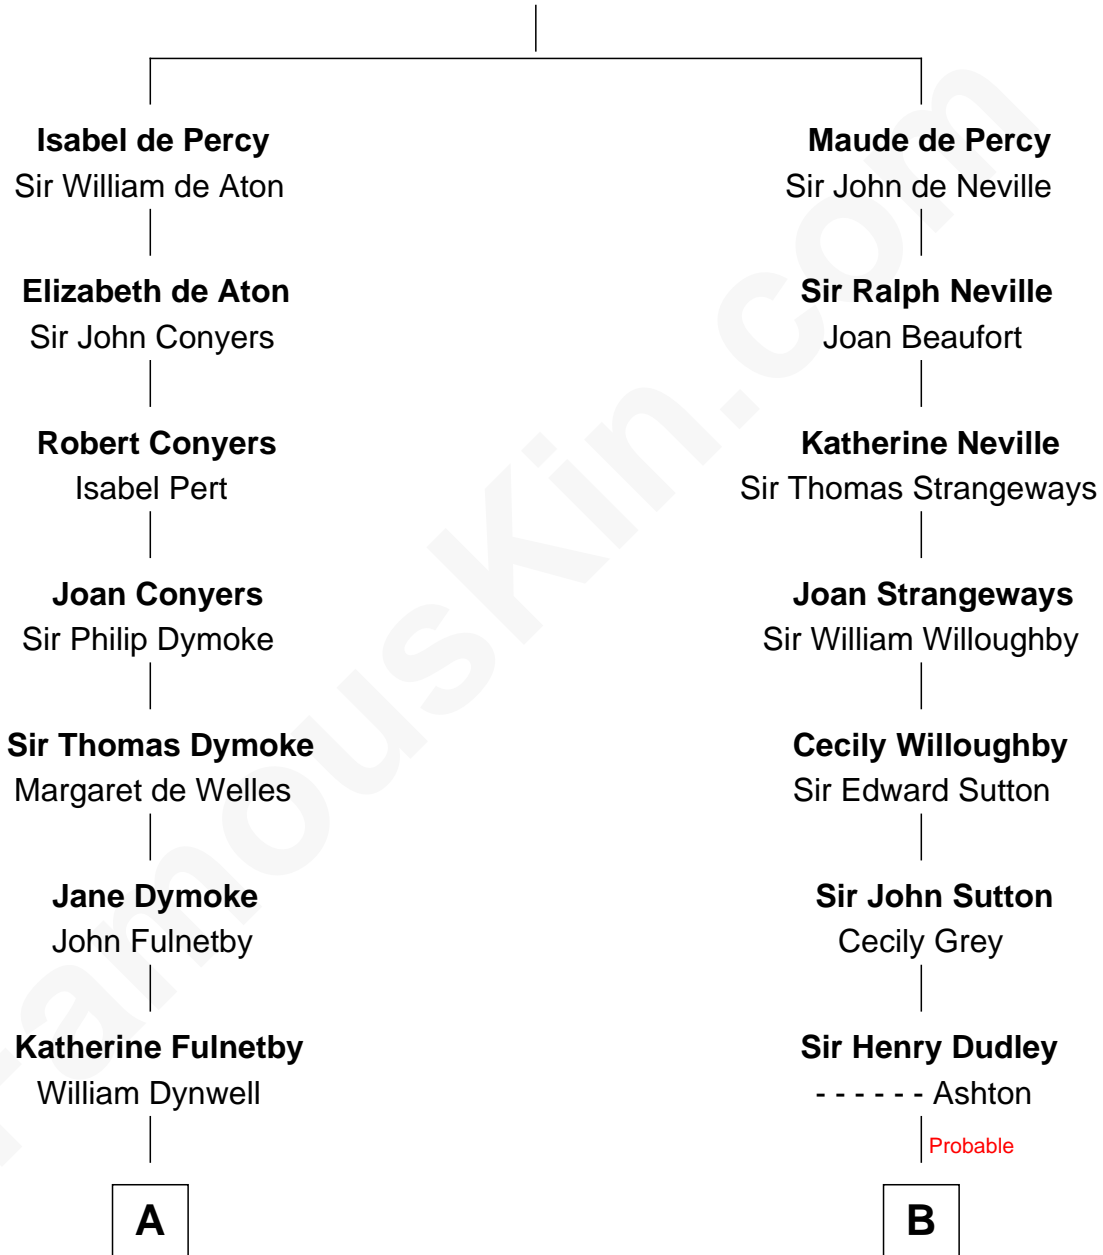 Isabel de Percy
Sir William de Aton
Maude de Percy
Sir John de Neville
Elizabeth de Aton
Sir John Conyers
Sir Ralph Neville
Joan Beaufort
Robert Conyers
Isabel Pert
Katherine Neville
Sir Thomas Strangeways
Joan Conyers
Sir Philip Dymoke
Joan Strangeways
Sir William Willoughby
Sir Thomas Dymoke
Margaret de Welles
Cecily Willoughby
Sir Edward Sutton
Jane Dymoke
John Fulnetby
Sir John Sutton
Cecily Grey
Katherine Fulnetby
William Dynwell
Sir Henry Dudley
- - - - - - Ashton
Probable
A
B
FamousKin.com